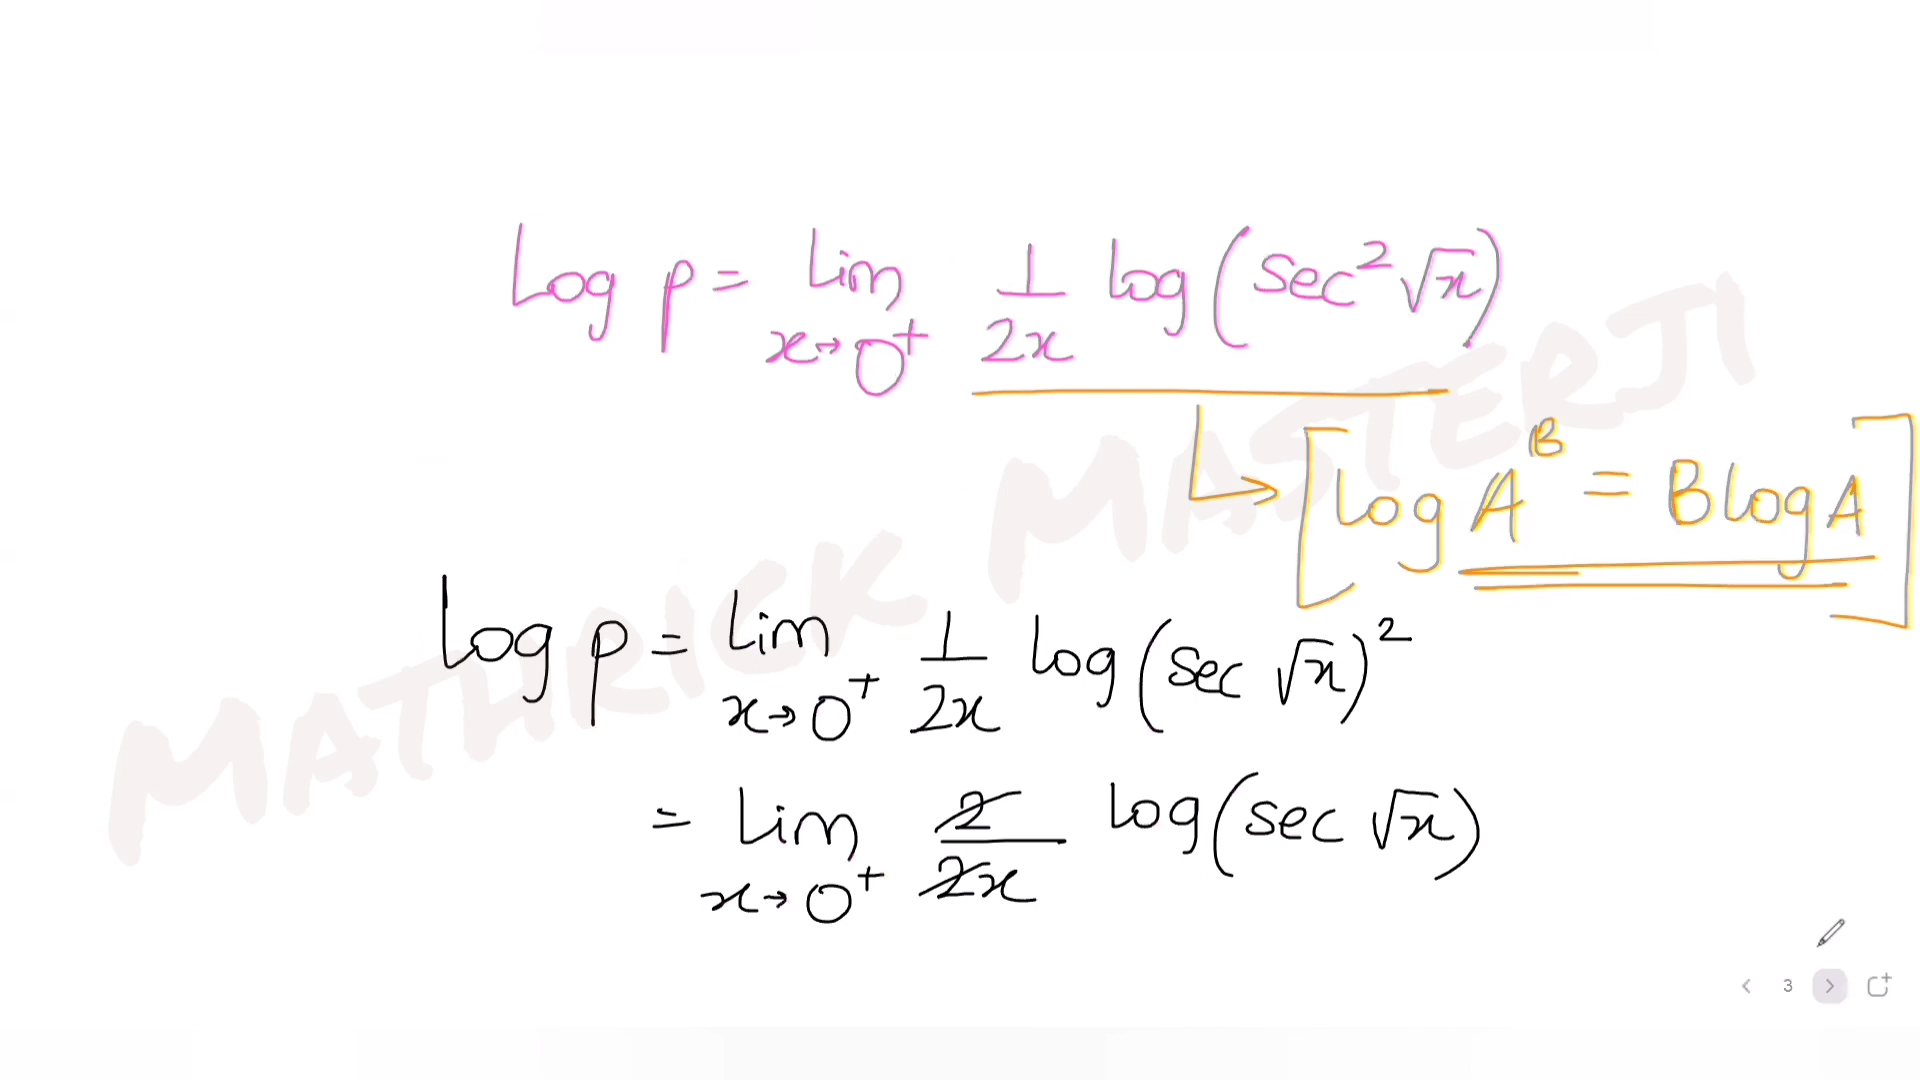 Log p = Lim x→0⁺ 1/2x log(sec² √x)
[log A^B = B log A]
log p = Lim x→0⁺ 1/2x log(sec √x)²
= Lim x→0⁺ 2/2x log(sec √x)
MATHRICK MASTERJI
3